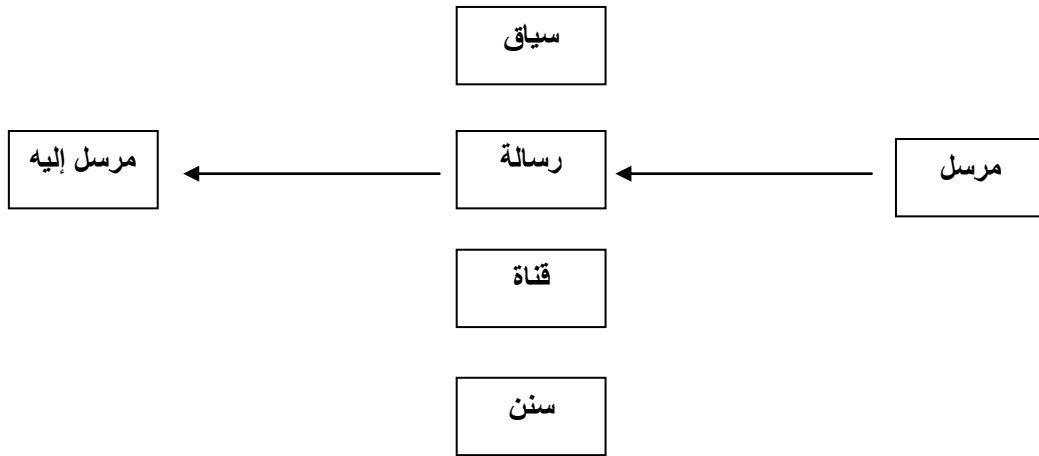 سياق
مرسل
رسالة
مرسل إليه
قناة
سنن